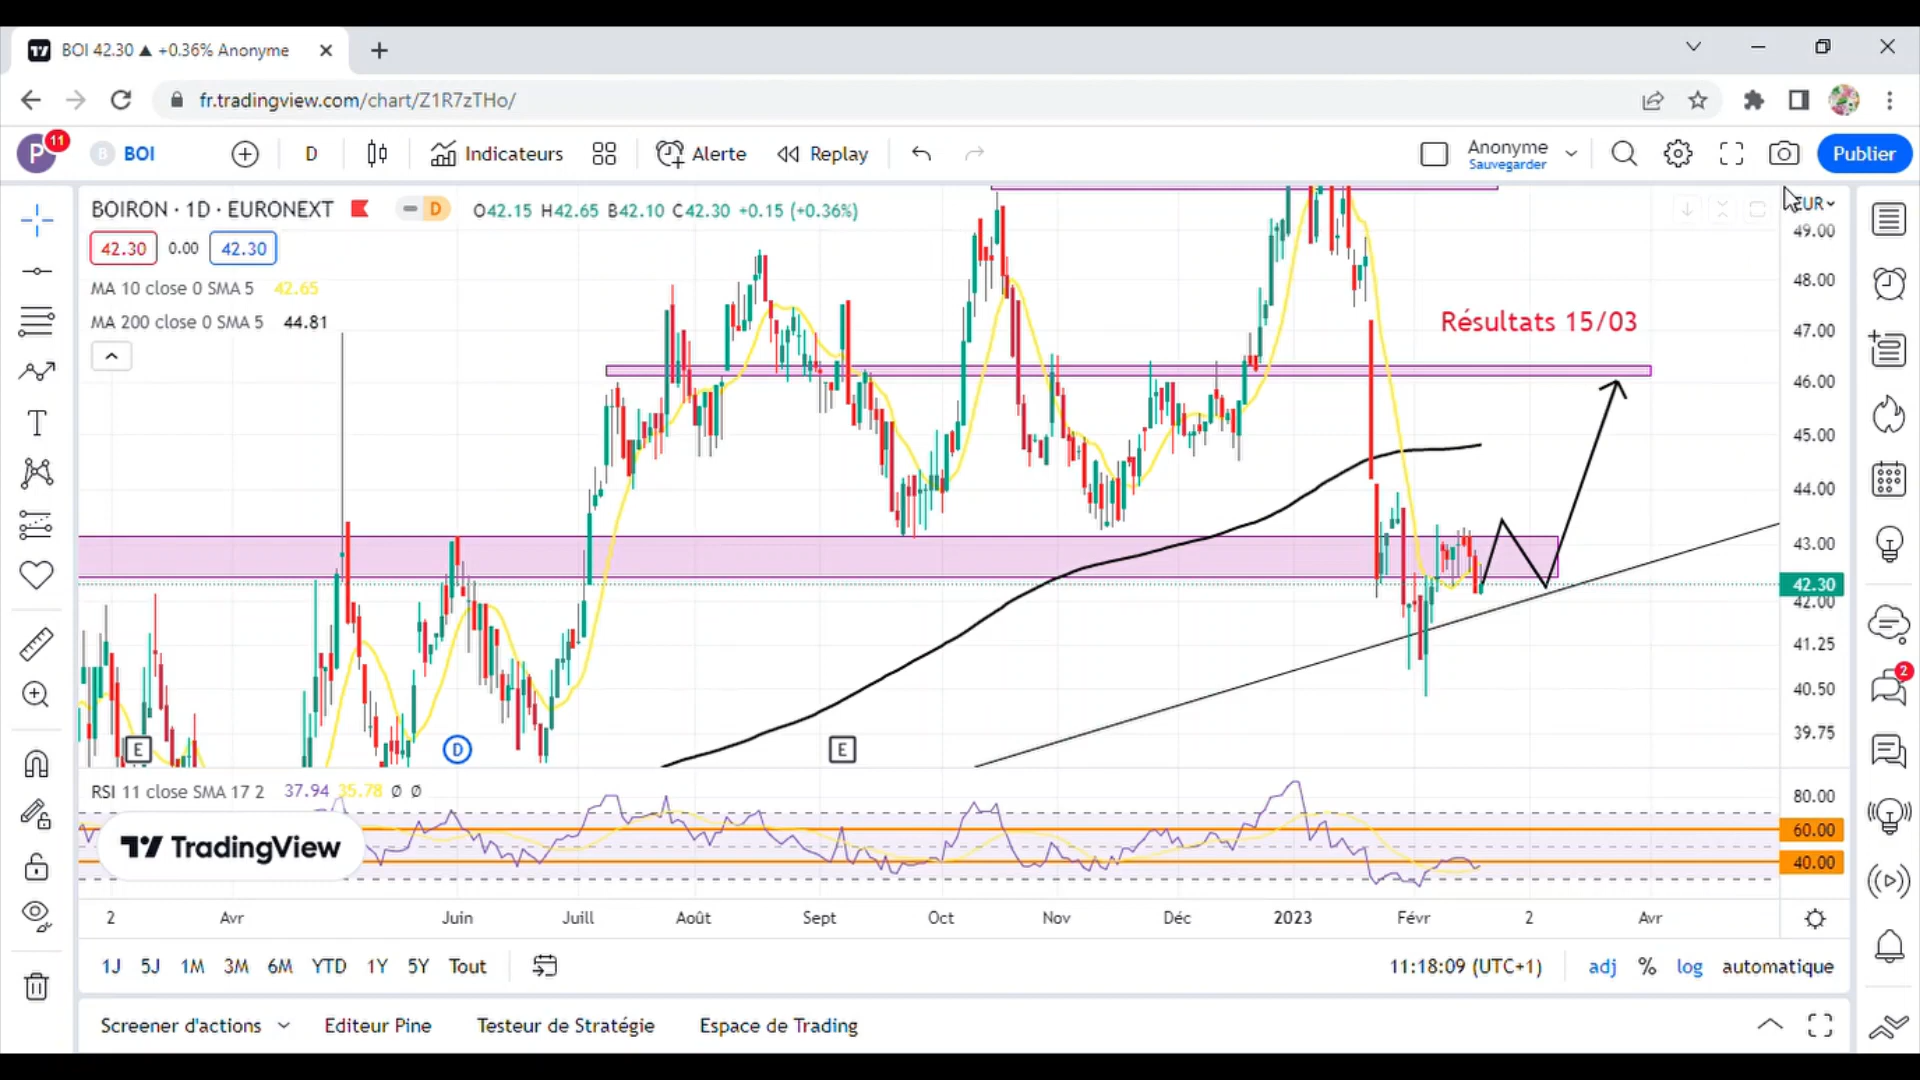 BOI 42.30 ▲ +0.36% Anonyme
fr.tradingview.com/chart/Z1R7zTHo/
P 11
B BOI
D
Indicateurs
Alerte
Replay
Anonyme
Sauvegarder
Publier
BOIRON · 1D · EURONEXT
D
O42.15 H42.65 B42.10 C42.30 +0.15 (+0.36%)
42.30 0.00 42.30
MA 10 close 0 SMA 5 42.65
MA 200 close 0 SMA 5 44.81
Résultats 15/03
49.00
48.00
47.00
46.00
45.00
44.00
43.00
42.30
42.00
41.25
40.50
39.75
E
D
E
2
RSI 11 close SMA 17 2 37.94 35.78 Ø Ø
80.00
60.00
40.00
TradingView
2 Avr Juin Juill Août Sept Oct Nov Déc 2023 Févr 2 Avr
1J 5J 1M 3M 6M YTD 1Y 5Y Tout
11:18:09 (UTC+1) adj % log automatique
Screener d'actions Editeur Pine Testeur de Stratégie Espace de Trading